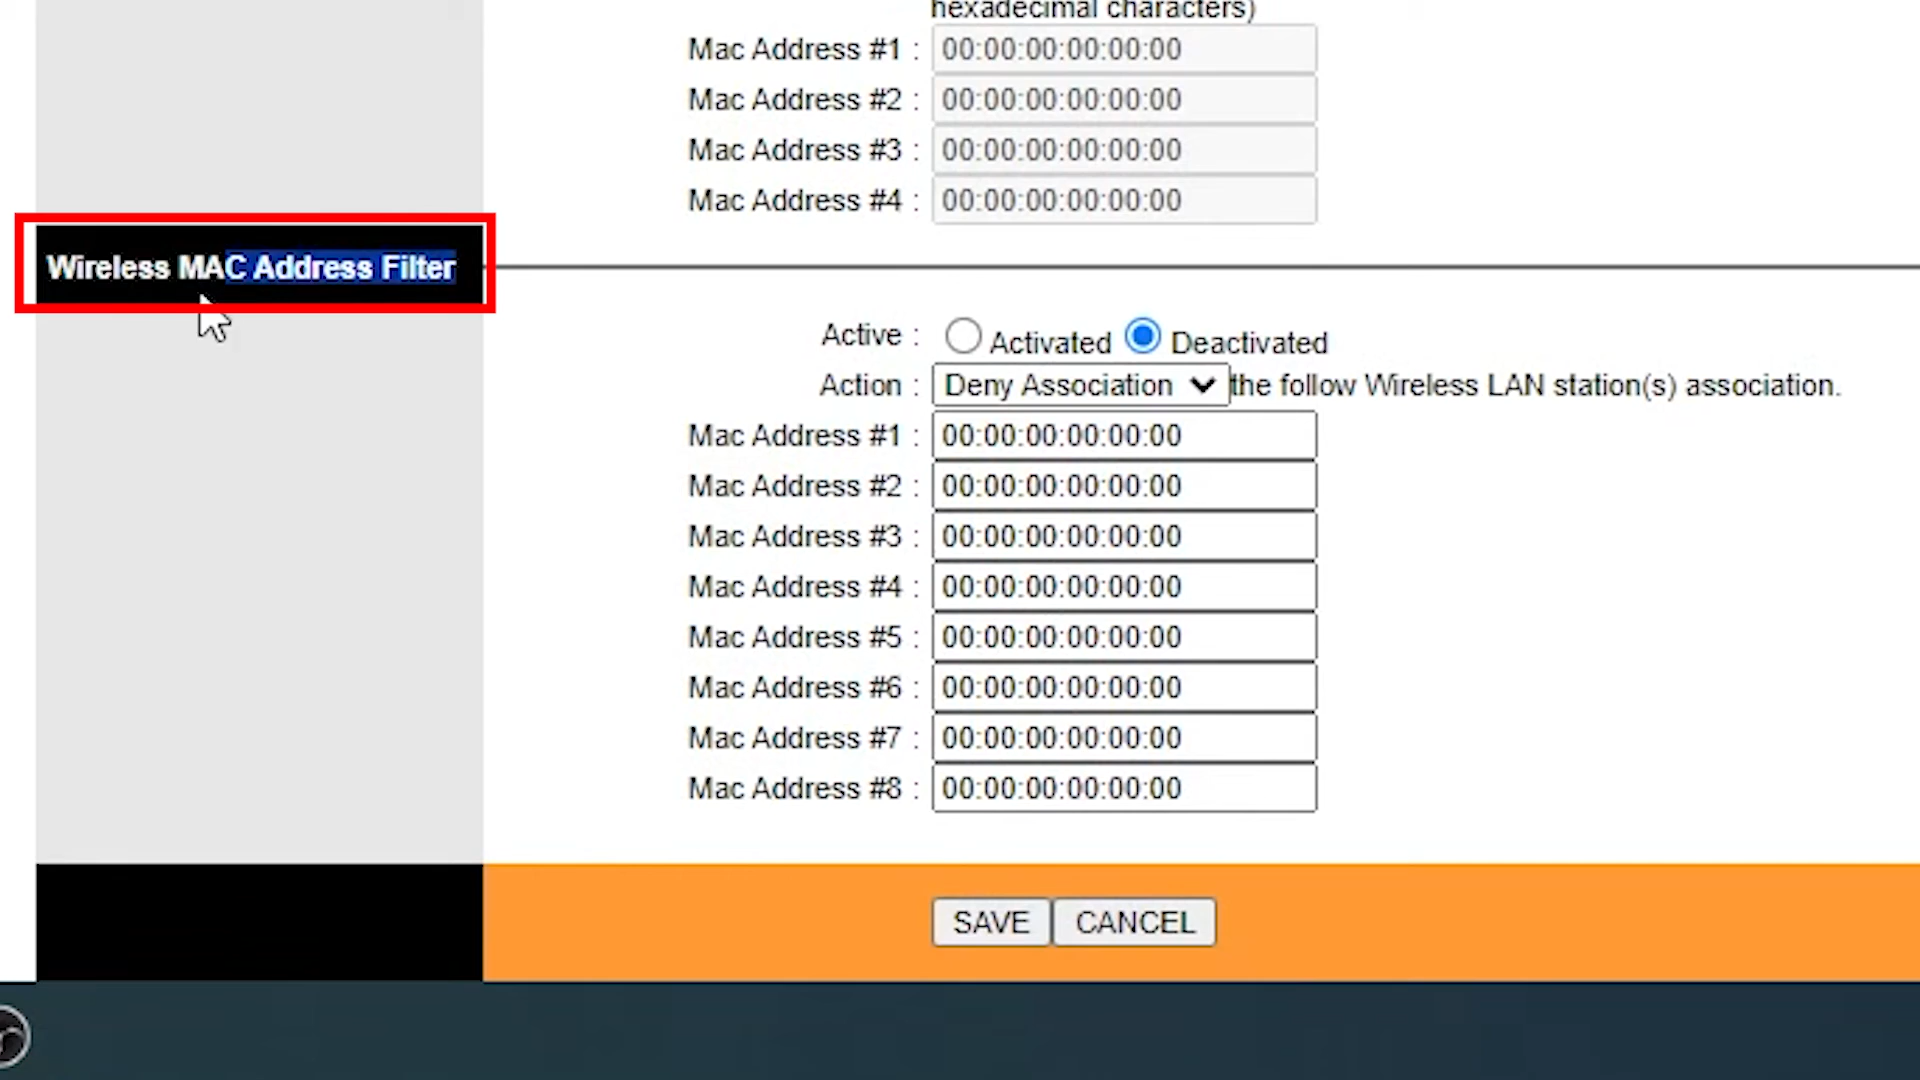 hexadecimal characters)
Mac Address #1 : 00:00:00:00:00:00
Mac Address #2 : 00:00:00:00:00:00
Mac Address #3 : 00:00:00:00:00:00
Mac Address #4 : 00:00:00:00:00:00
Wireless MAC Address Filter
Active : Activated Deactivated
Action : Deny Association the follow Wireless LAN station(s) association.
Mac Address #1 : 00:00:00:00:00:00
Mac Address #2 : 00:00:00:00:00:00
Mac Address #3 : 00:00:00:00:00:00
Mac Address #4 : 00:00:00:00:00:00
Mac Address #5 : 00:00:00:00:00:00
Mac Address #6 : 00:00:00:00:00:00
Mac Address #7 : 00:00:00:00:00:00
Mac Address #8 : 00:00:00:00:00:00
SAVE CANCEL